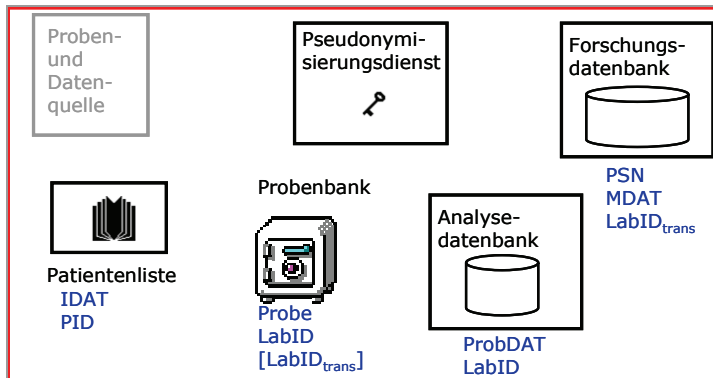 Proben-
und
Daten-
quelle
Pseudonymi-
sierungsdienst
Forschungs-
datenbank
PSN
MDAT
LabIDtrans
Patientenliste
IDAT
PID
Probenbank
Probe
LabID
[LabIDtrans]
Analyse-
datenbank
ProbDAT
LabID